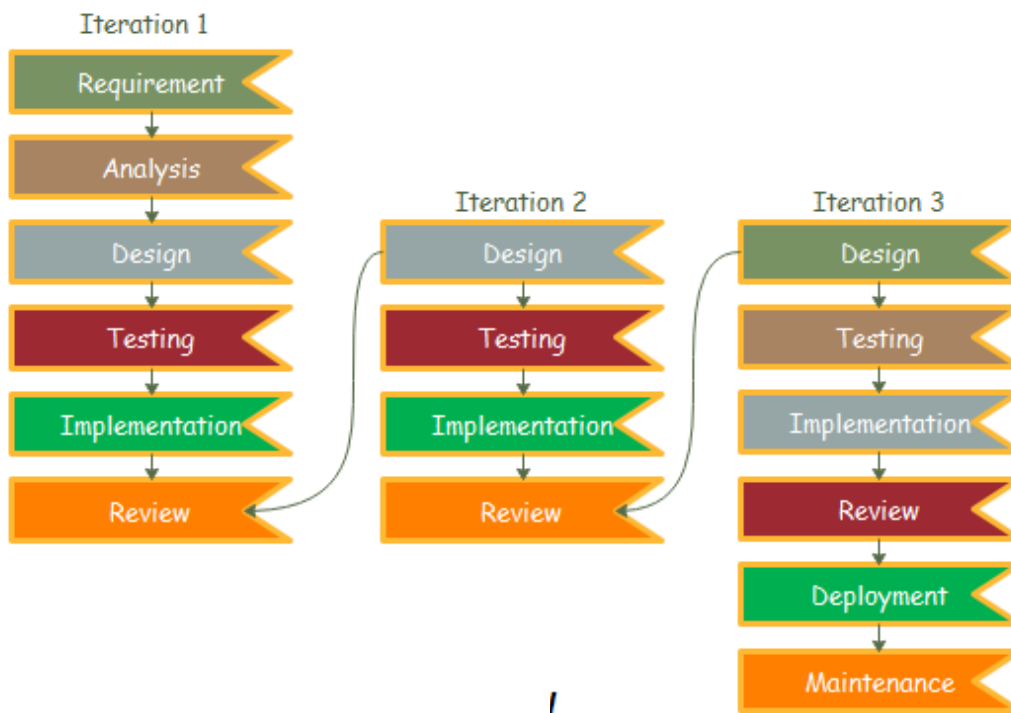 Iteration 1
Requirement
Analysis
Design
Testing
Implementation
Review
Iteration 2
Design
Testing
Implementation
Review
Iteration 3
Design
Testing
Implementation
Review
Deployment
Maintenance